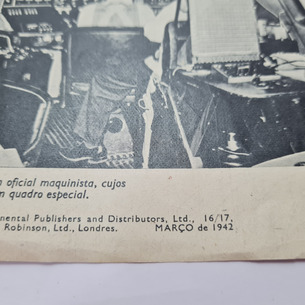 oficial maquinista, cujos
quadro especial.
nental Publishers and Distributors, Ltd., 16/17,
Robinson, Ltd., Londres. MARÇO de 1942